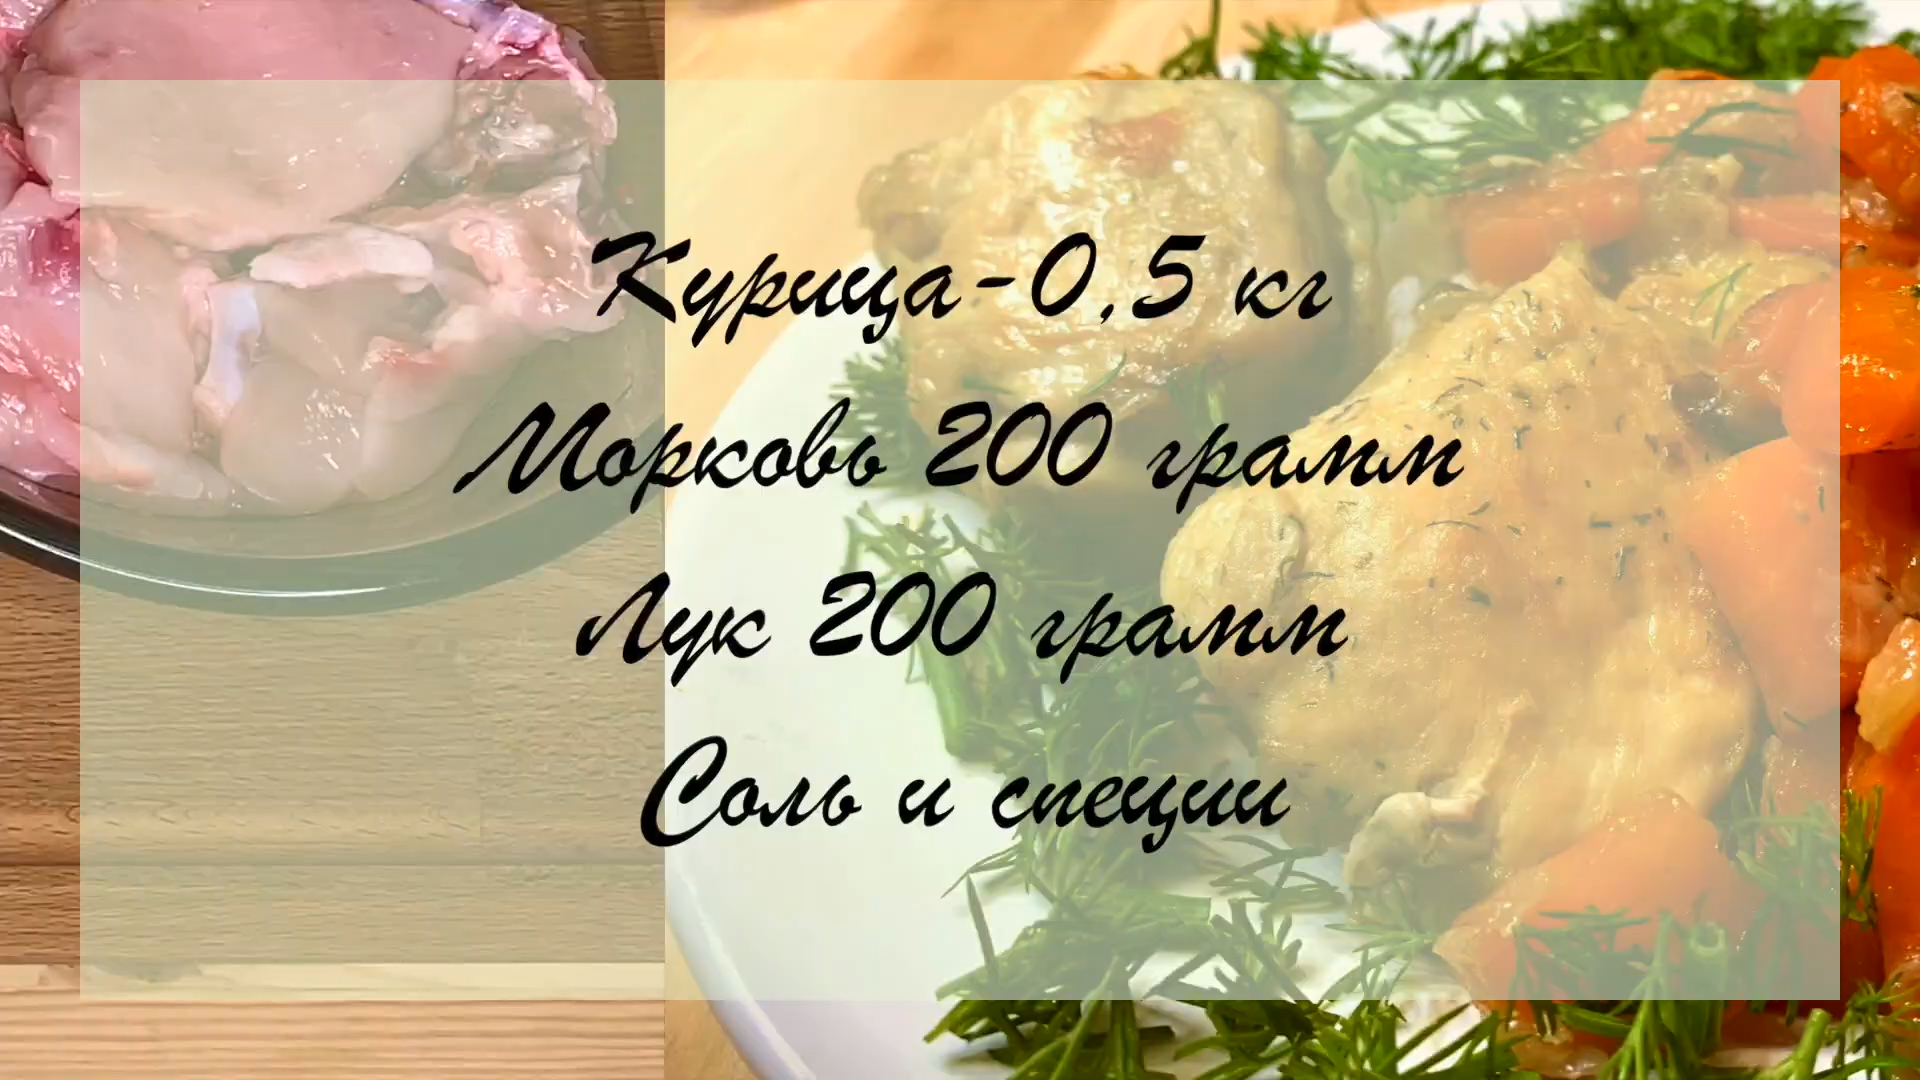 Курица-0,5 кг
Морковь 200 грамм
Лук 200 грамм
Соль и специи